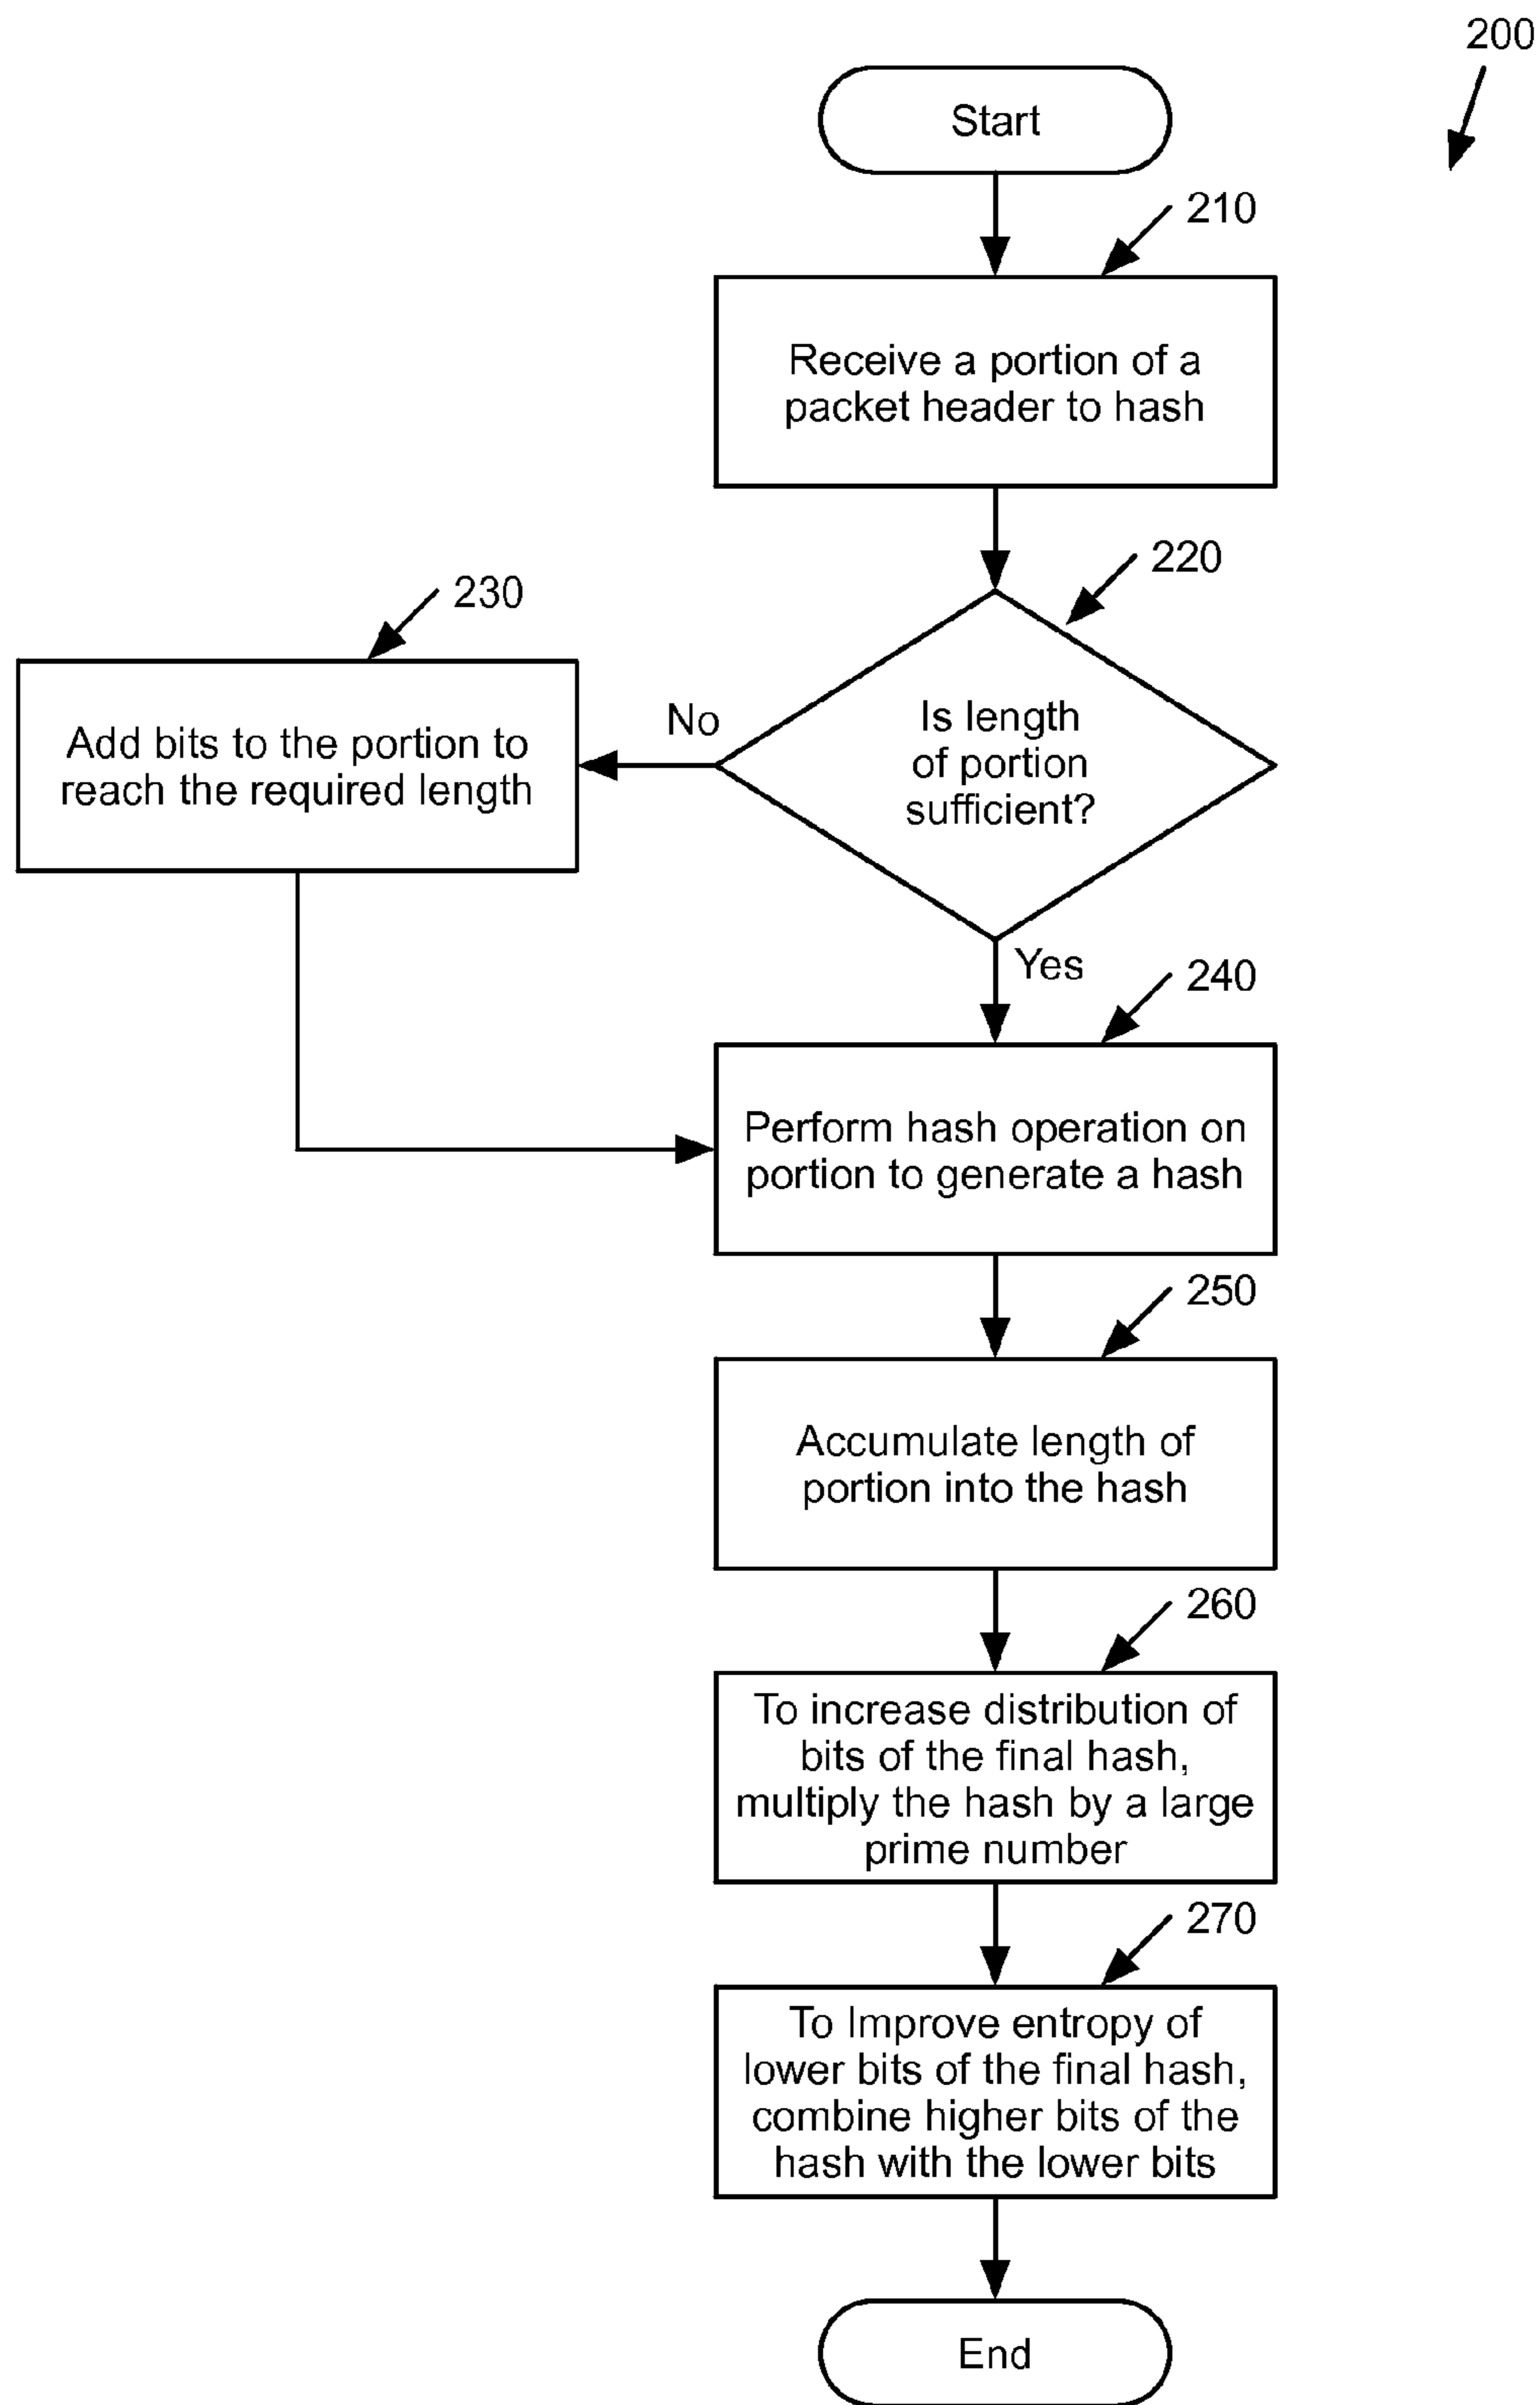 200
Start
210
Receive a portion of a
packet header to hash
220
Is length
of portion
sufficient?
No
230
Add bits to the portion to
reach the required length
Yes
240
Perform hash operation on
portion to generate a hash
250
Accumulate length of
portion into the hash
260
To increase distribution of
bits of the final hash,
multiply the hash by a large
prime number
270
To Improve entropy of
lower bits of the final hash,
combine higher bits of the
hash with the lower bits
End